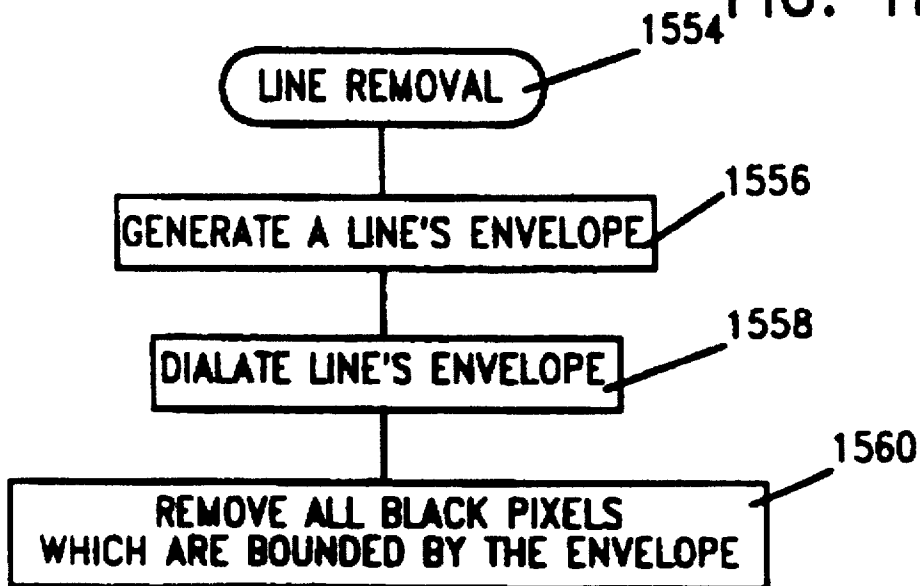 FIG. 
1554
LINE REMOVAL
1556
GENERATE A LINE'S ENVELOPE
1558
DIALATE LINE'S ENVELOPE
1560
REMOVE ALL BLACK PIXELS
WHICH ARE BOUNDED BY THE ENVELOPE